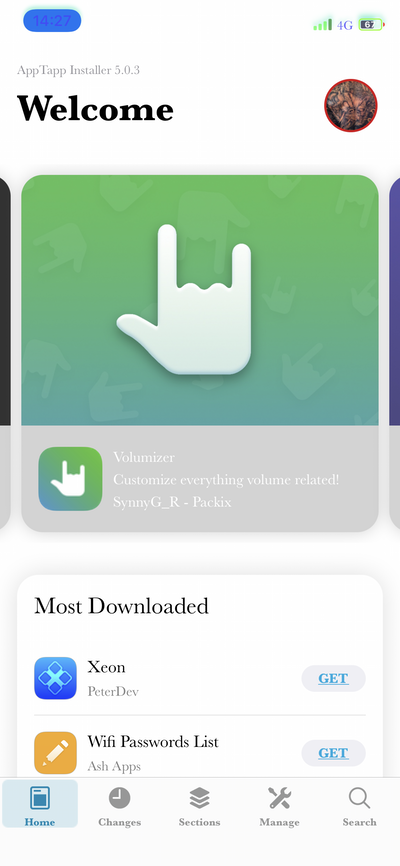 14:27
4G
62
AppTapp Installer 5.0.3
Welcome
Volumizer
Customize everything volume related!
SynnyG_R - Packix
Most Downloaded
Xeon
GET
PeterDev
Wifi Passwords List
GET
Ash Apps
Home
Changes
Sections
Manage
Search